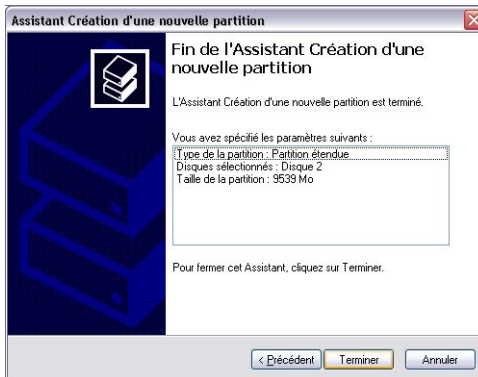 Assistant Création d'une nouvelle partition
Fin de l'Assistant Création d'une
nouvelle partition
L'Assistant Création d'une nouvelle partition est terminé.
Vous avez spécifié les paramètres suivants :
Type de la partition : Partition étendue
Disques sélectionnés : Disque 2
Taille de la partition : 9539 Mo
Pour fermer cet Assistant, cliquez sur Terminer.
< Précédent
Terminer
Annuler